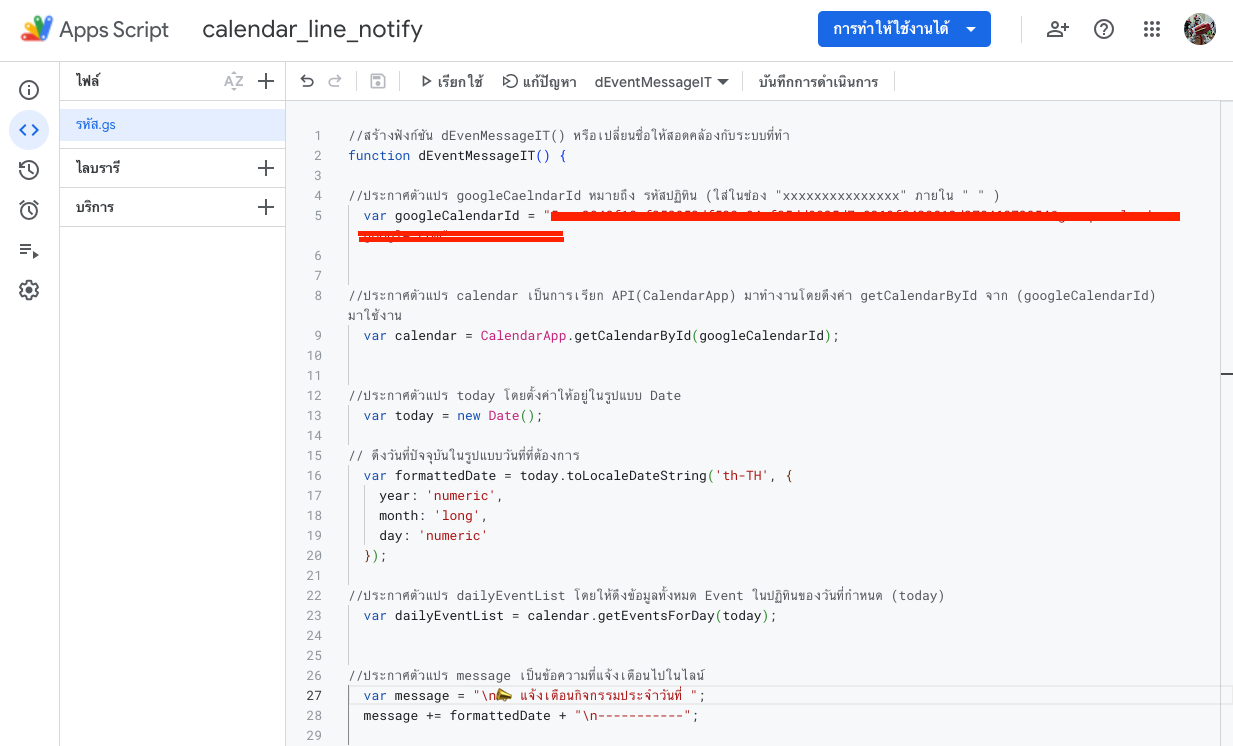 Apps Script
calendar_line_notify
การทำให้ใช้งานได้
ไฟล์
AZ
เรียกใช้
แก้ปัญหา
dEventMessageIT
บันทึกการดำเนินการ
รหัส.gs
ไลบรารี
บริการ
1 //สร้างฟังก์ชัน dEvenMessageIT() หรือเปลี่ยนชื่อให้สอดคล้องกับระบบที่ทำ
2 function dEventMessageIT() {
3
4 //ประกาศตัวแปร googleCaelndarId หมายถึง รหัสปฏิทิน (ใส่ในช่อง "xxxxxxxxxxxxxxx" ภายใน " " )
5 var googleCalendarId = "
6
7
8 //ประกาศตัวแปร calendar เป็นการเรียก API(CalendarApp) มาทำงานโดยดึงค่า getCalendarById จาก (googleCalendarId)
มาใช้งาน
9 var calendar = CalendarApp.getCalendarById(googleCalendarId);
10
11
12 //ประกาศตัวแปร today โดยตั้งค่าให้อยู่ในรูปแบบ Date
13 var today = new Date();
14
15 // ดึงวันที่ปัจจุบันในรูปแบบวันที่ที่ต้องการ
16 var formattedDate = today.toLocaleDateString('th-TH', {
17 year: 'numeric',
18 month: 'long',
19 day: 'numeric'
20 });
21
22 //ประกาศตัวแปร dailyEventList โดยให้ดึงข้อมูลทั้งหมด Event ในปฏิทินของวันที่กำหนด (today)
23 var dailyEventList = calendar.getEventsForDay(today);
24
25
26 //ประกาศตัวแปร message เป็นข้อความที่แจ้งเตือนไปในไลน์
27 var message = "\n📣 แจ้งเตือนกิจกรรมประจำวันที่ ";
28 message += formattedDate + "\n-----------";
29